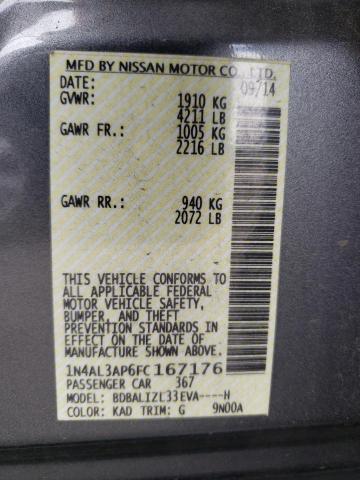 MFD BY NISSAN MOTOR CO., LTD.
DATE: 09/14
GVWR: 1910 KG
4211 LB
GAWR FR.: 1005 KG
2216 LB
GAWR RR.: 940 KG
2072 LB
THIS VEHICLE CONFORMS TO
ALL APPLICABLE FEDERAL
MOTOR VEHICLE SAFETY,
BUMPER, AND THEFT
PREVENTION STANDARDS IN
EFFECT ON THE DATE OF
MANUFACTURE SHOWN ABOVE.
1N4AL3AP6FC167176
PASSENGER CAR 367
MODEL: BDBALIZL33EVA----H
COLOR: KAD TRIM: G 9N00A